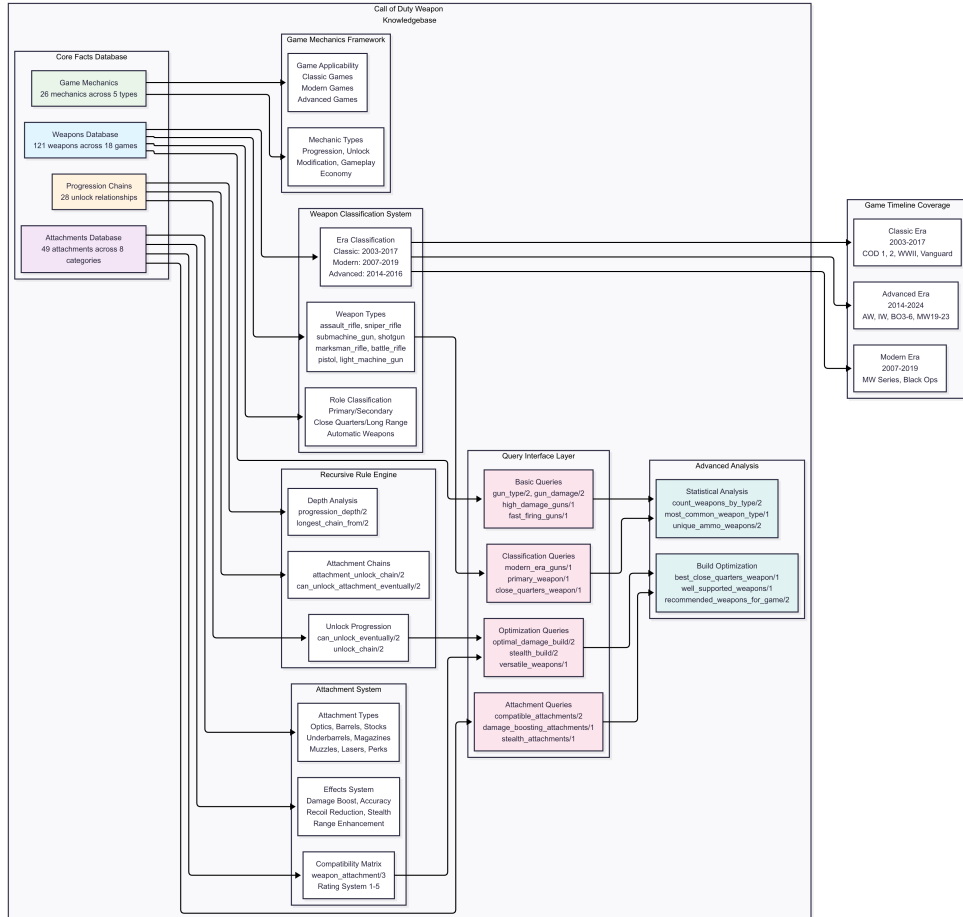 Call of Duty Weapon
Knowledgebase
Core Facts Database
Game Mechanics
26 mechanics across 5 types
Weapons Database
121 weapons across 18 games
Progression Chains
28 unlock relationships
Attachments Database
49 attachments across 8
categories
Game Mechanics Framework
Game Applicability
Classic Games
Modern Games
Advanced Games
Mechanic Types
Progression, Unlock
Modification, Gameplay
Economy
Weapon Classification System
Era Classification
Classic: 2003-2017
Modern: 2007-2019
Advanced: 2014-2016
Weapon Types
assault_rifle, sniper_rifle
submachine_gun, shotgun
marksman_rifle, battle_rifle
pistol, light_machine_gun
Role Classification
Primary/Secondary
Close Quarters/Long Range
Automatic Weapons
Recursive Rule Engine
Depth Analysis
progression_depth/2
longest_chain_from/2
Attachment Chains
attachment_unlock_chain/2
can_unlock_attachment_eventually/2
Unlock Progression
can_unlock_eventually/2
unlock_chain/2
Attachment System
Attachment Types
Optics, Barrels, Stocks
Underbarrels, Magazines
Muzzles, Lasers, Perks
Effects System
Damage Boost, Accuracy
Recoil Reduction, Stealth
Range Enhancement
Compatibility Matrix
weapon_attachment/3
Rating System 1-5
Query Interface Layer
Basic Queries
gun_type/2, gun_damage/2
high_damage_guns/1
fast_firing_guns/1
Classification Queries
modern_era_guns/1
primary_weapon/1
close_quarters_weapon/1
Optimization Queries
optimal_damage_build/2
stealth_build/2
versatile_weapons/1
Attachment Queries
compatible_attachments/2
damage_boosting_attachments/1
stealth_attachments/1
Advanced Analysis
Statistical Analysis
count_weapons_by_type/2
most_common_weapon_type/1
unique_ammo_weapons/2
Build Optimization
best_close_quarters_weapon/1
well_supported_weapons/1
recommended_weapons_for_game/2
Game Timeline Coverage
Classic Era
2003-2017
COD 1, 2, WWII, Vanguard
Advanced Era
2014-2024
AW, IW, BO3-6, MW19-23
Modern Era
2007-2019
MW Series, Black Ops